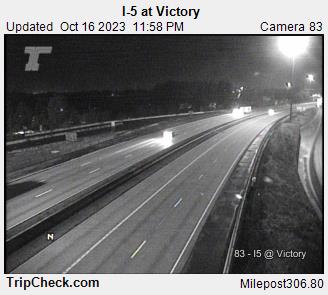 I-5 at Victory
Updated Oct 16 2023 11:58 PM Camera 83
T
N
83 - I5 @ Victory
TripCheck.com Milepost306.80